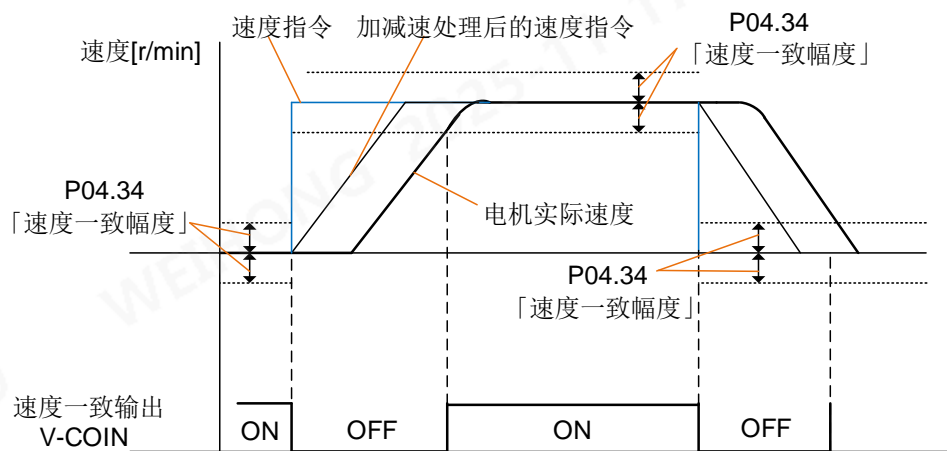 速度指令
加减速处理后的速度指令
P04.34
「速度一致幅度」
速度[r/min]
P04.34
「速度一致幅度」
电机实际速度
P04.34
「速度一致幅度」
速度一致输出
V-COIN
ON
OFF
ON
OFF